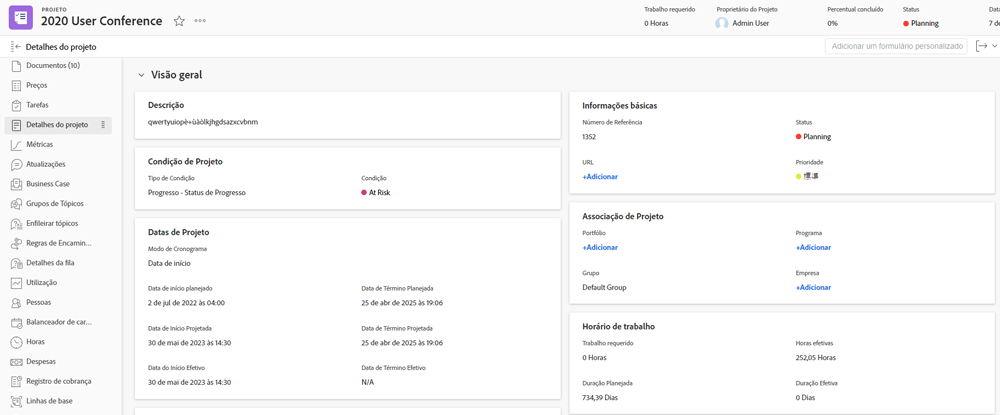 PROJETO
2020 User Conference
Trabalho requerido
0 Horas
Proprietário do Projeto
Admin User
Percentual concluído
0%
Status
Planning
Data
7 de
Detalhes do projeto
Adicionar um formulário personalizado
Documentos (10)
Preços
Tarefas
Detalhes do projeto
Métricas
Atualizações
Business Case
Grupos de Tópicos
Enfileirar tópicos
Regras de Encamin...
Detalhes da fila
Utilização
Pessoas
Balanceador de car...
Horas
Despesas
Registro de cobrança
Linhas de base
Visão geral
Descrição
qwertyuiopè+ùàòlkjhgdsazxcvbnm
Condição de Projeto
Tipo de Condição
Progresso - Status de Progresso
Condição
At Risk
Datas de Projeto
Modo de Cronograma
Data de início
Data de início planejado
2 de jul de 2022 às 04:00
Data de Término Planejada
25 de abr de 2025 às 19:06
Data de Início Projetada
30 de mai de 2023 às 14:30
Data de Término Projetada
25 de abr de 2025 às 19:06
Data do Início Efetivo
30 de mai de 2023 às 14:30
Data de Término Efetivo
N/A
Informações básicas
Número de Referência
1352
Status
Planning
URL
+Adicionar
Prioridade
Associação de Projeto
Portfólio
+Adicionar
Programa
+Adicionar
Grupo
Default Group
Empresa
+Adicionar
Horário de trabalho
Trabalho requerido
0 Horas
Horas efetivas
252,05 Horas
Duração Planejada
734,39 Dias
Duração Efetiva
0 Dias